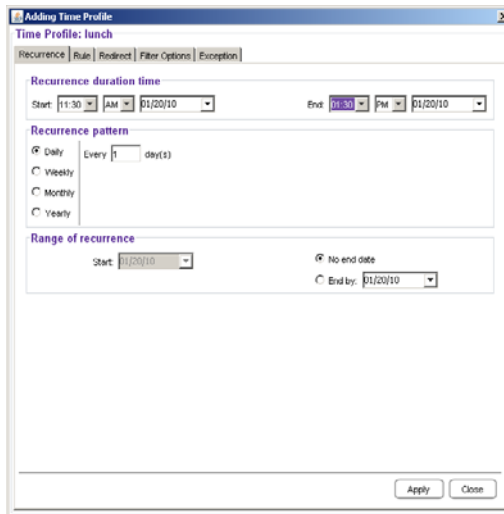 Adding Time Profile
Time Profile: lunch
Recurrence Rule Redirect Filter Options Exception
Recurrence duration time
Start: 11:30 AM 01/20/10 End: 01:30 PM 01/20/10
Recurrence pattern
Daily Every 1 day(s)
Weekly
Monthly
Yearly
Range of recurrence
Start: 01/20/10 No end date
End by: 01/20/10
Apply Close